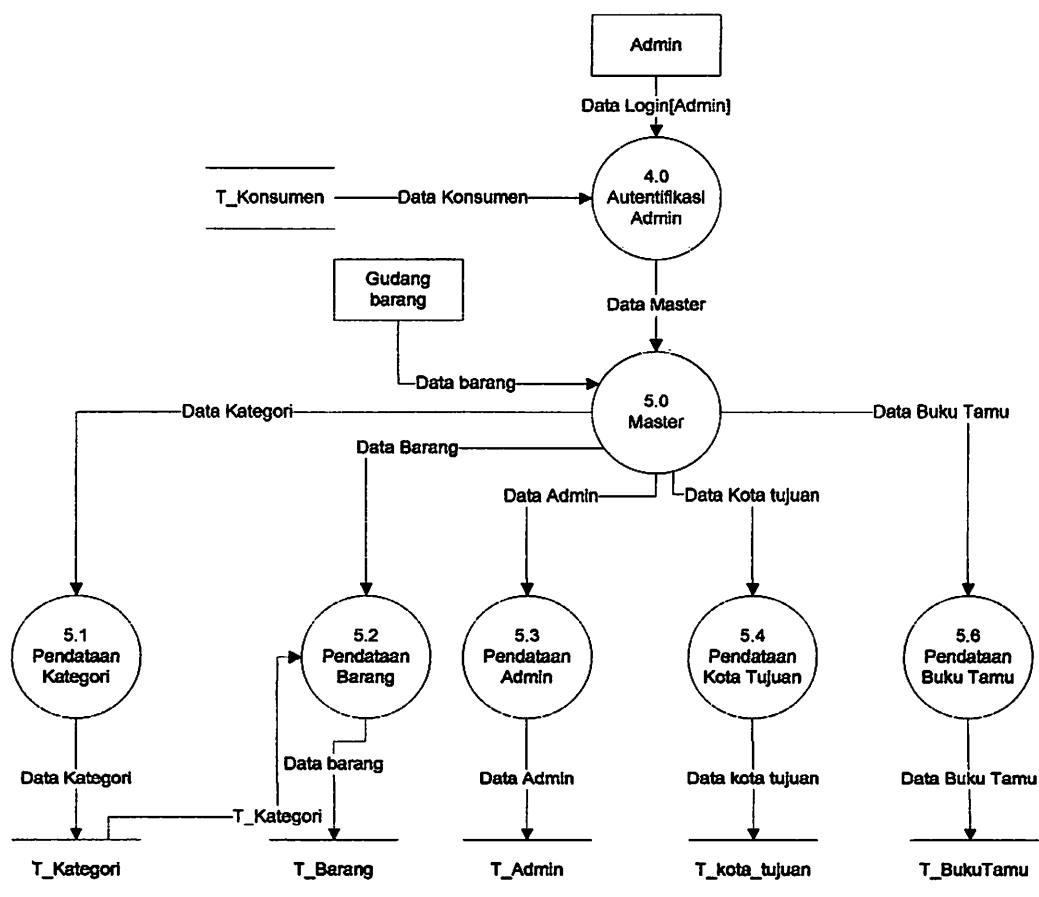 Admin
Data Login[Admin]
4.0
Autentifikasi
Admin
T_Konsumen
Data Konsumen
Gudang
barang
Data Master
Data barang
5.0
Master
Data Kategori
Data Buku Tamu
Data Barang
Data Admin
Data Kota tujuan
5.1
Pendataan
Kategori
5.2
Pendataan
Barang
5.3
Pendataan
Admin
5.4
Pendataan
Kota Tujuan
5.6
Pendataan
Buku Tamu
Data barang
Data Kategori
Data Admin
Data kota tujuan
Data Buku Tamu
T_Kategori
T_Kategori
T_Barang
T_Admin
T_kota_tujuan
T_BukuTamu